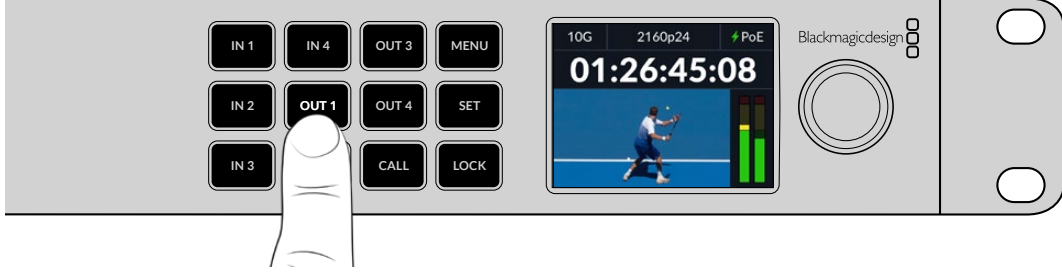 IN 1 IN 4 OUT 3 MENU
IN 2 OUT 1 OUT 4 SET
IN 3 CALL LOCK
10G 2160p24 PoE
01:26:45:08
Blackmagicdesign